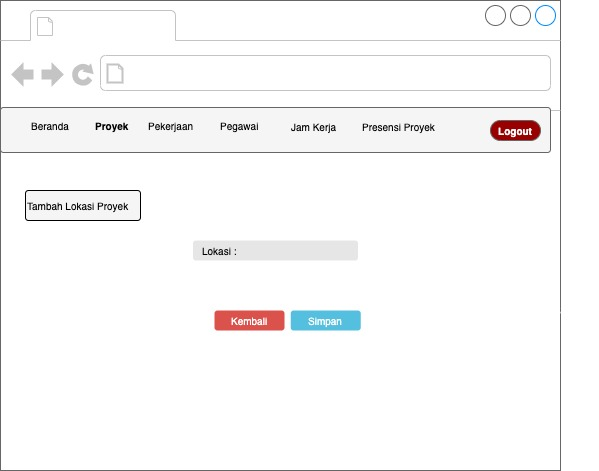 Beranda Proyek Pekerjaan Pegawai Jam Kerja Presensi Proyek Logout
Tambah Lokasi Proyek
Lokasi :
Kembali Simpan